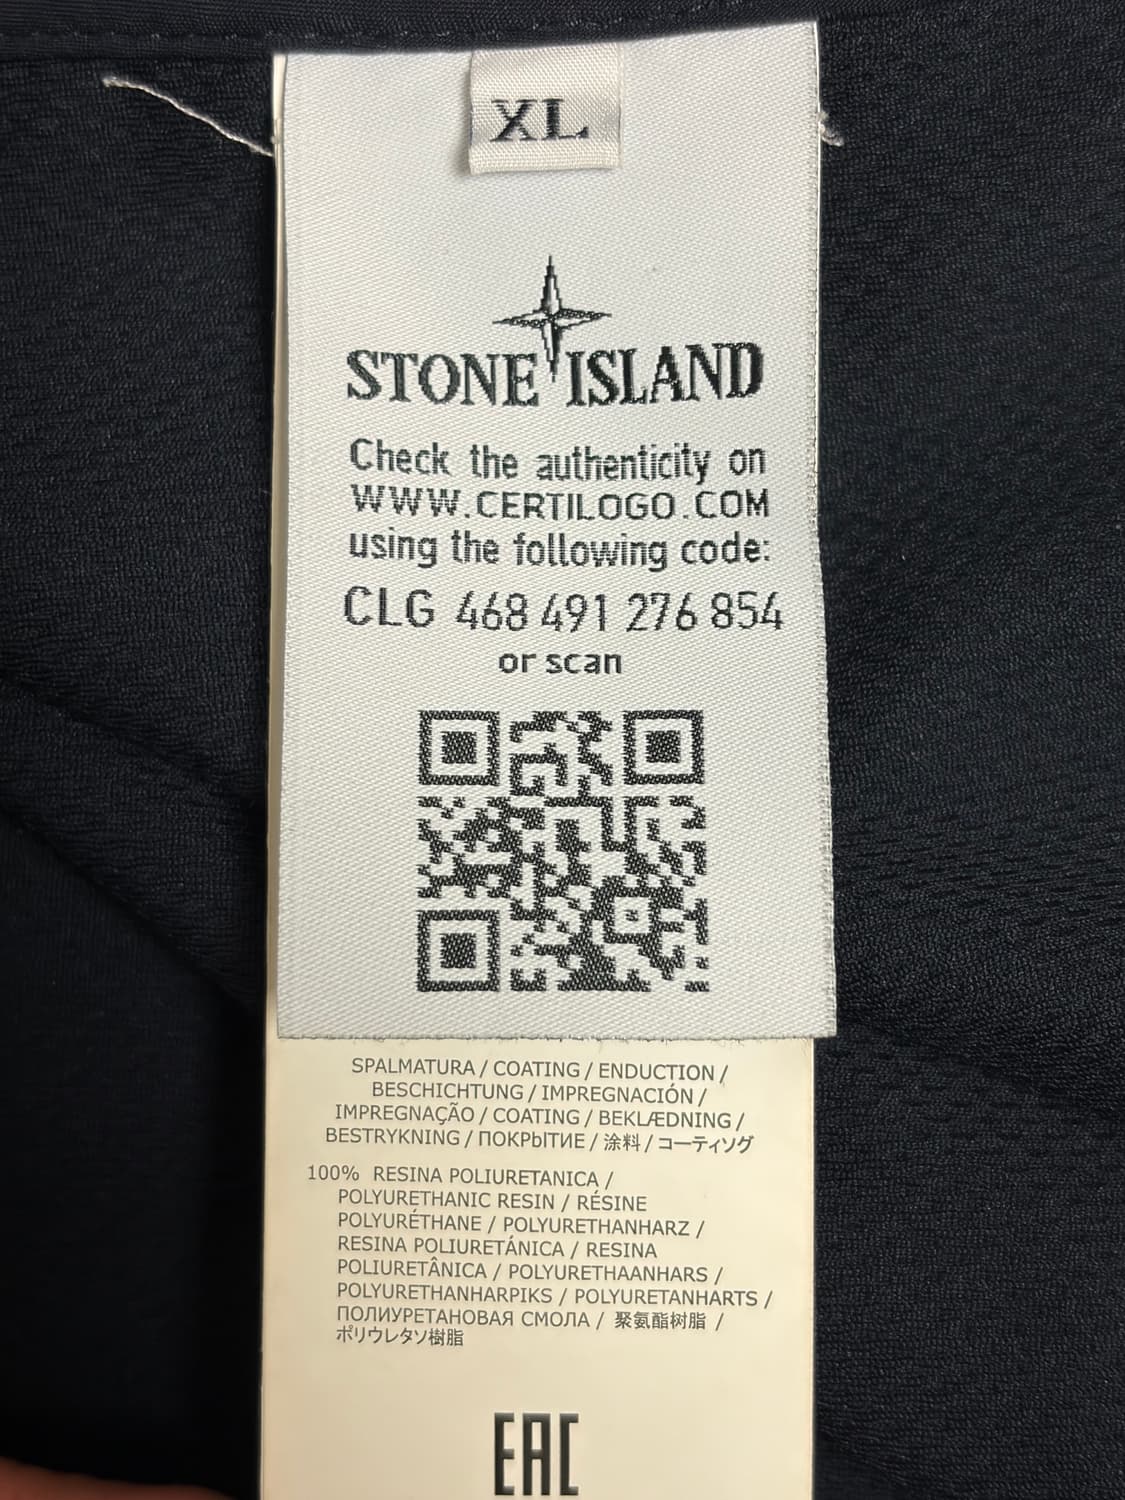 XL
STONE ISLAND
Check the authenticity on
WWW.CERTILOGO.COM
using the following code:
CLG 468 491 276 854
or scan
SPALMATURA / COATING / ENDUCTION /
BESCHICHTUNG / IMPREGNACIÓN /
IMPREGNAÇÃO / COATING / BEKLÆDNING /
BESTRYKNING / ПОКРЫТИЕ / 涂料 / コーティング
100% RESINA POLIURETANICA /
POLYURETHANIC RESIN / RÉSINE
POLYURÉTHANE / POLYURETHANHARZ /
RESINA POLIURETÁNICA / RESINA
POLIURETÂNICA / POLYURETHAANHARS /
POLYURETHANHARPIKS / POLYURETANHARTS /
ПОЛИУРЕТАНОВАЯ СМОЛА / 聚氨酯树脂 /
ポリウレタン樹脂
EAC